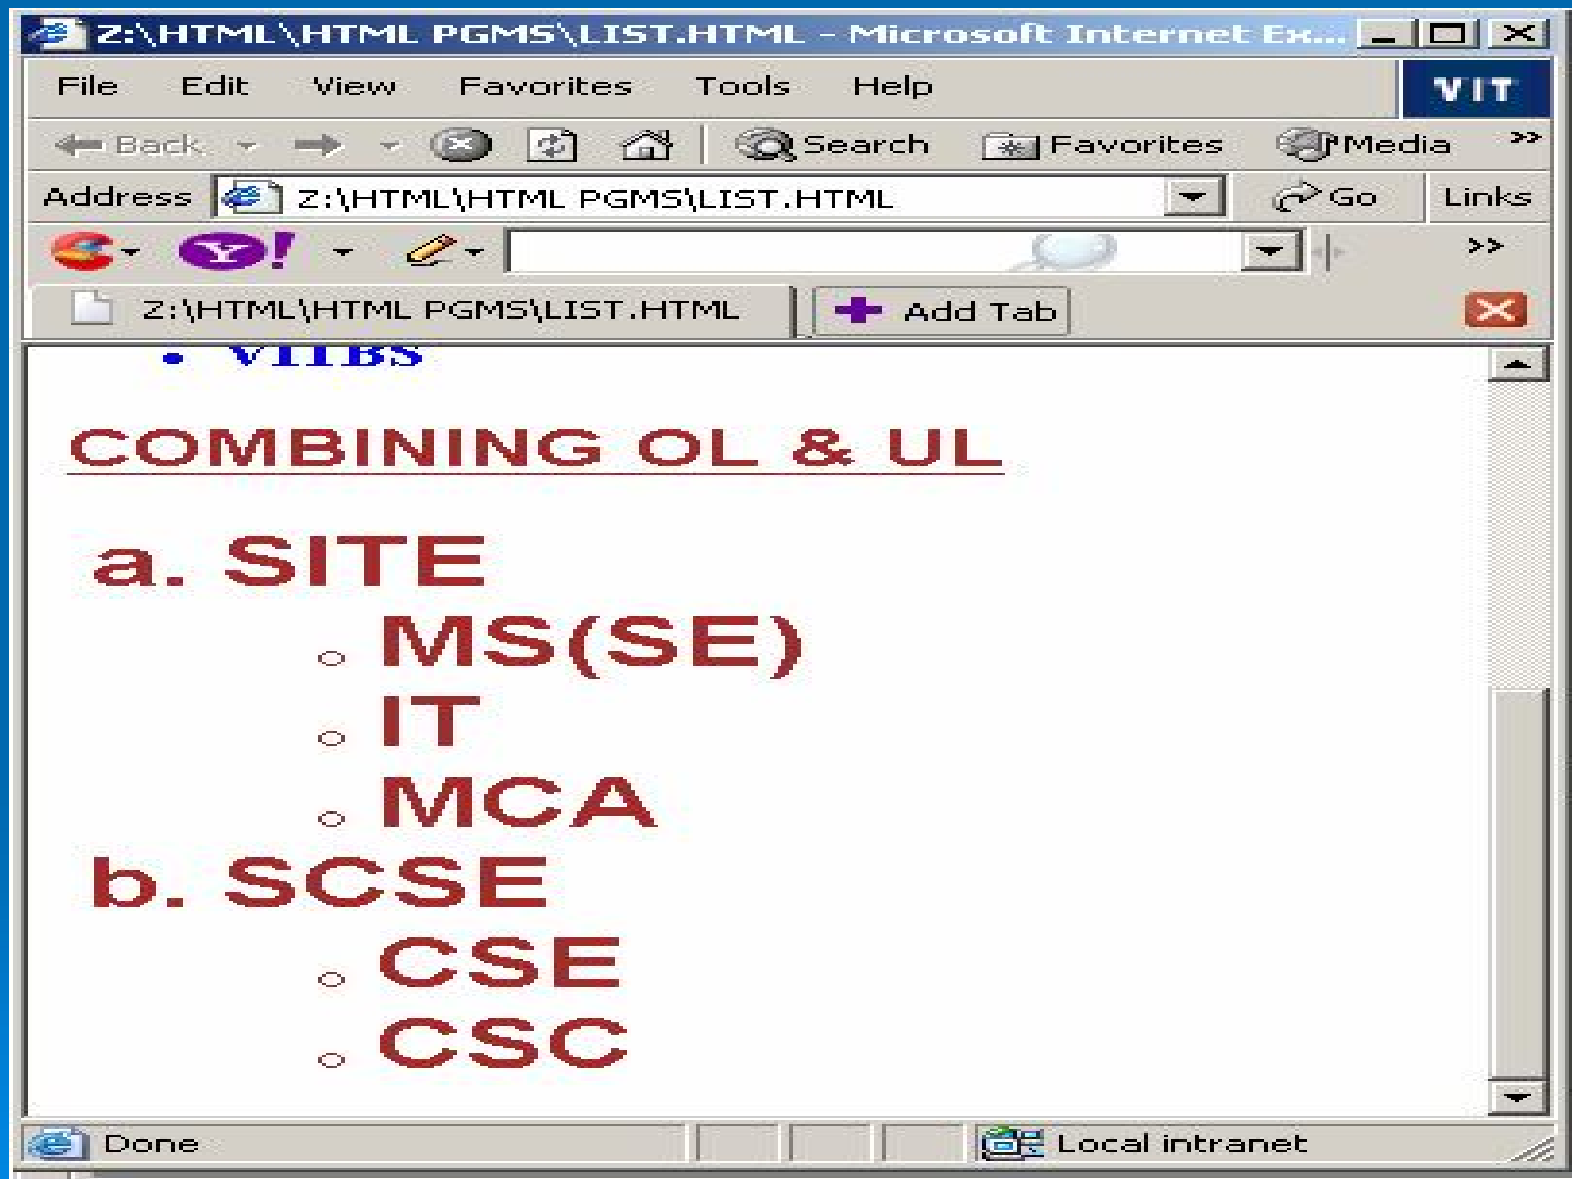 Z:\HTML\HTML PGMS\LIST.HTML - Microsoft Internet Ex...
File Edit View Favorites Tools Help VIT
Back Search Favorites Media »
Address Z:\HTML\HTML PGMS\LIST.HTML Go Links
Y! »
Z:\HTML\HTML PGMS\LIST.HTML Add Tab
• VITBS
COMBINING OL & UL
a. SITE
○ MS(SE)
○ IT
○ MCA
b. SCSE
○ CSE
○ CSC
Done Local intranet